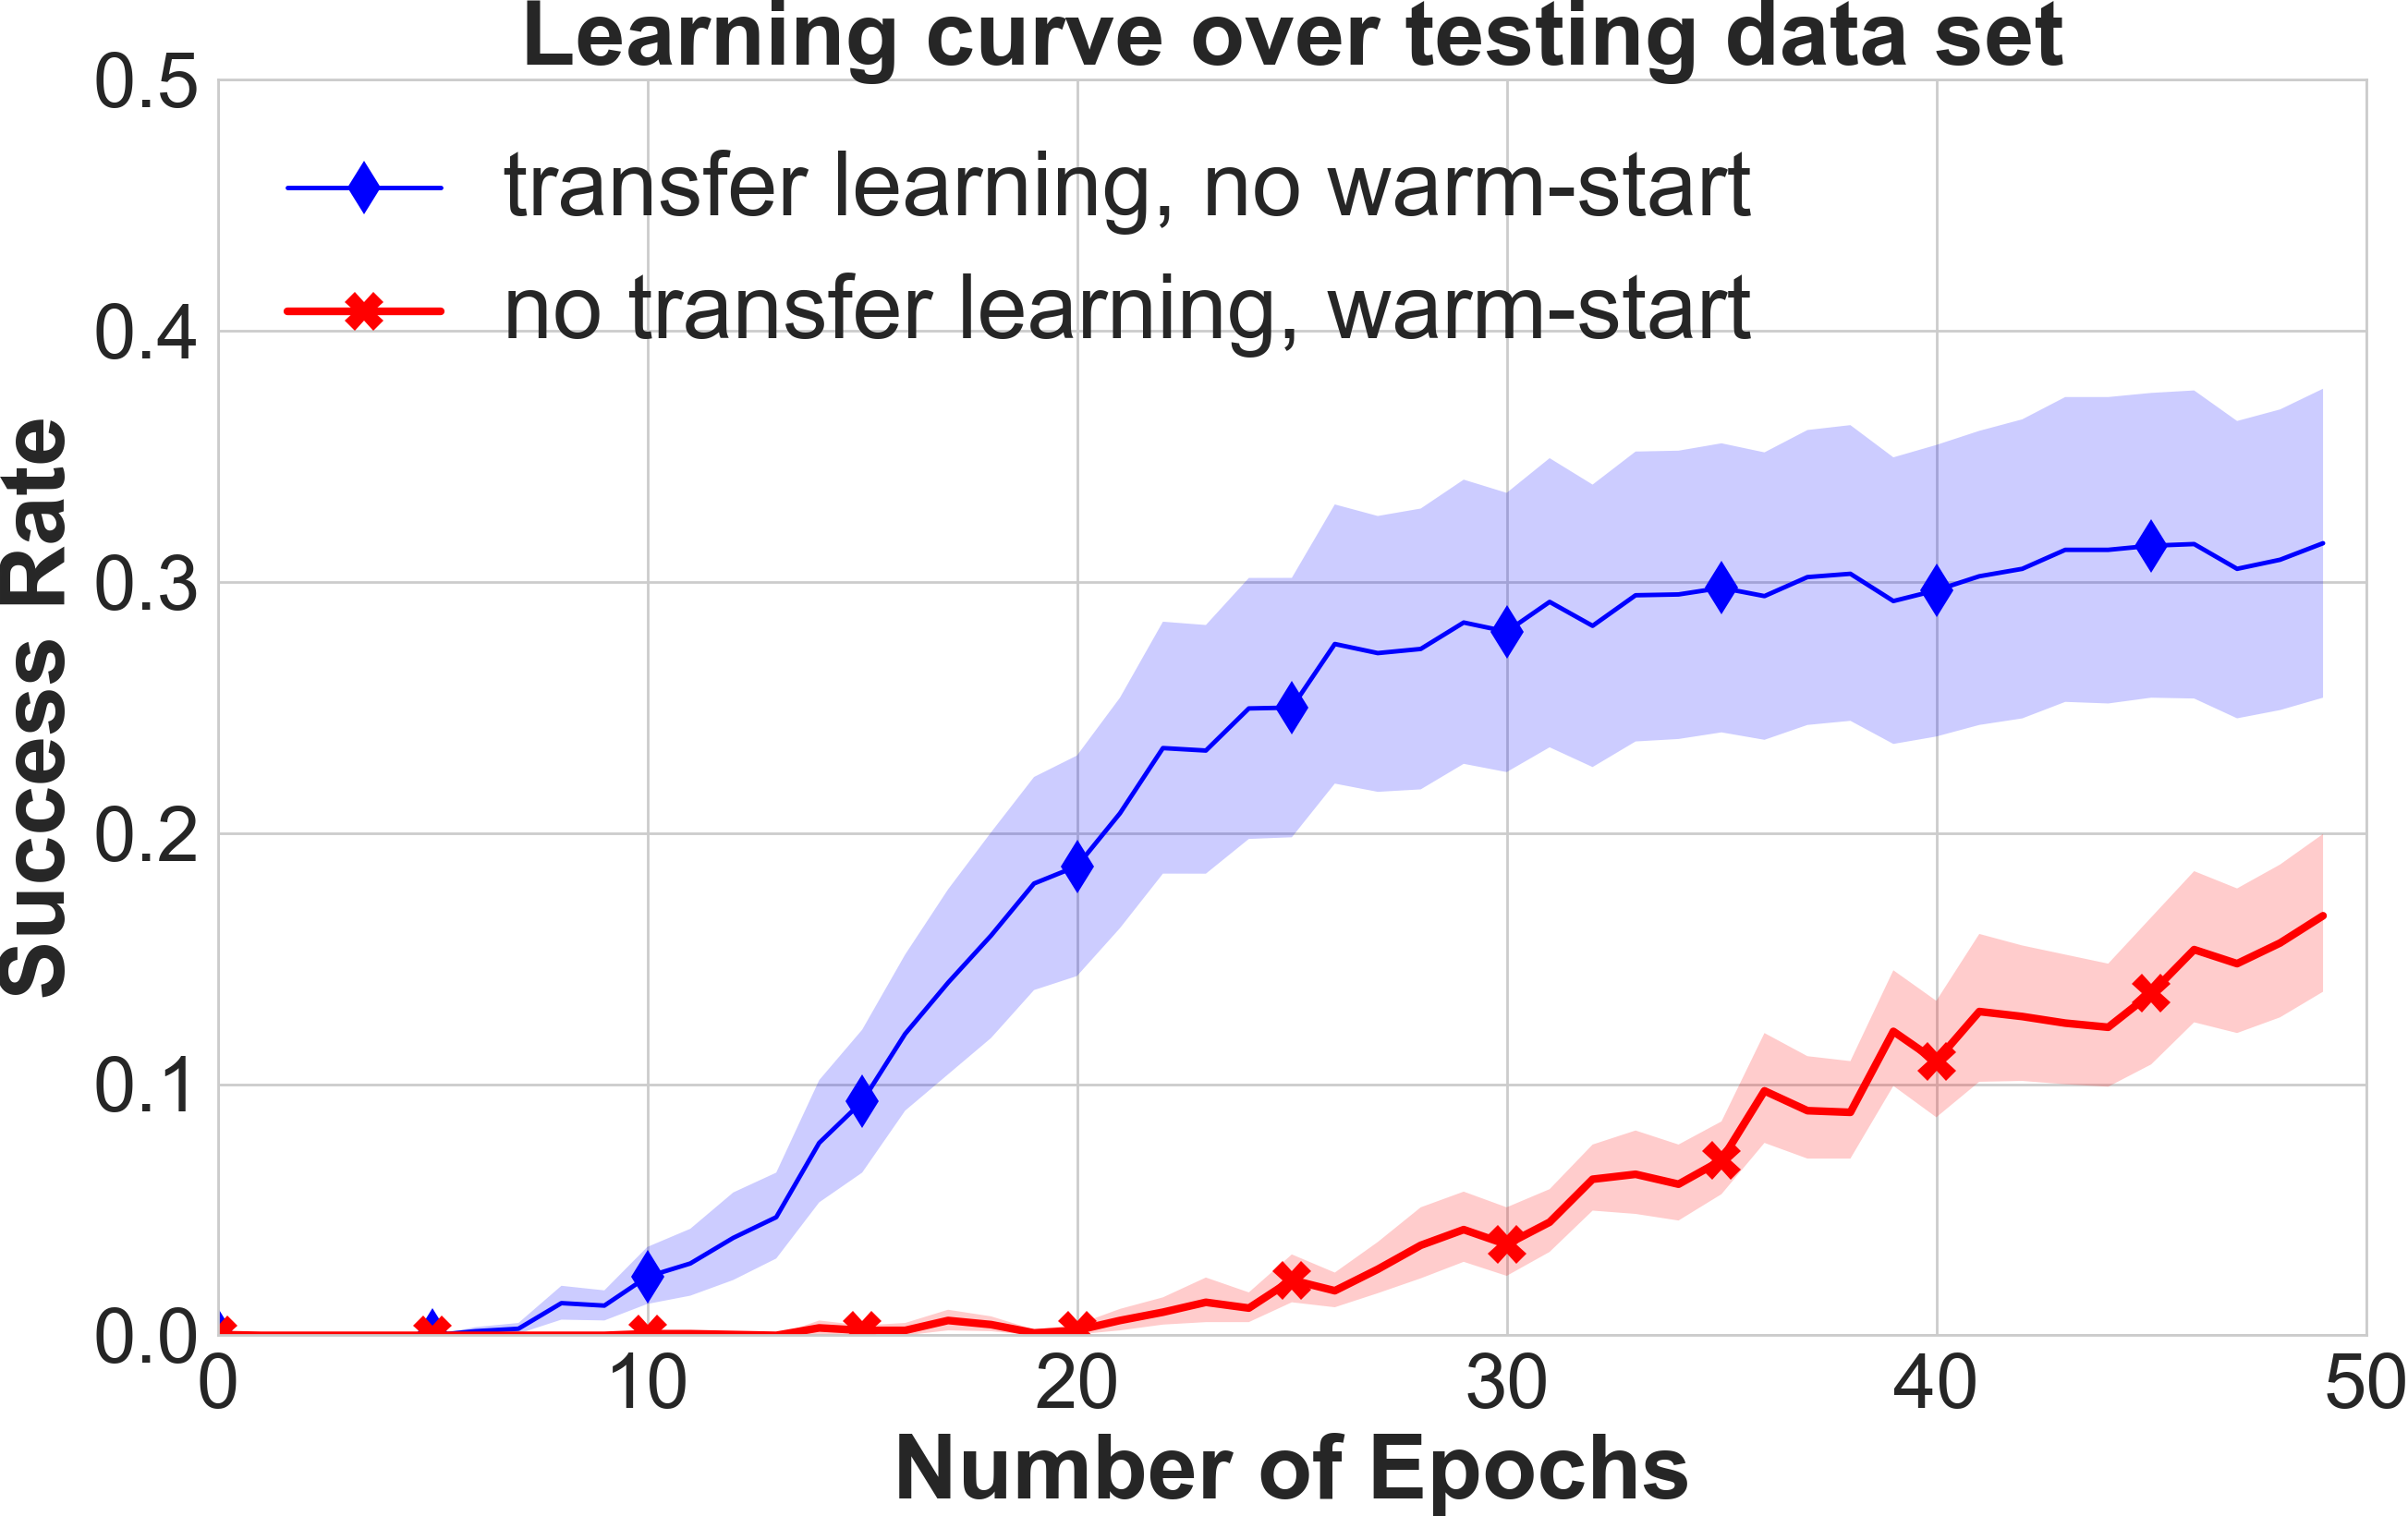 Learning curve over testing data set
0.5
0.4
0.3
0.2
0.1
0.0
transfer learning, no warm-start
no transfer learning, warm-start
Success Rate
0 10 20 30 40 50
Number of Epochs